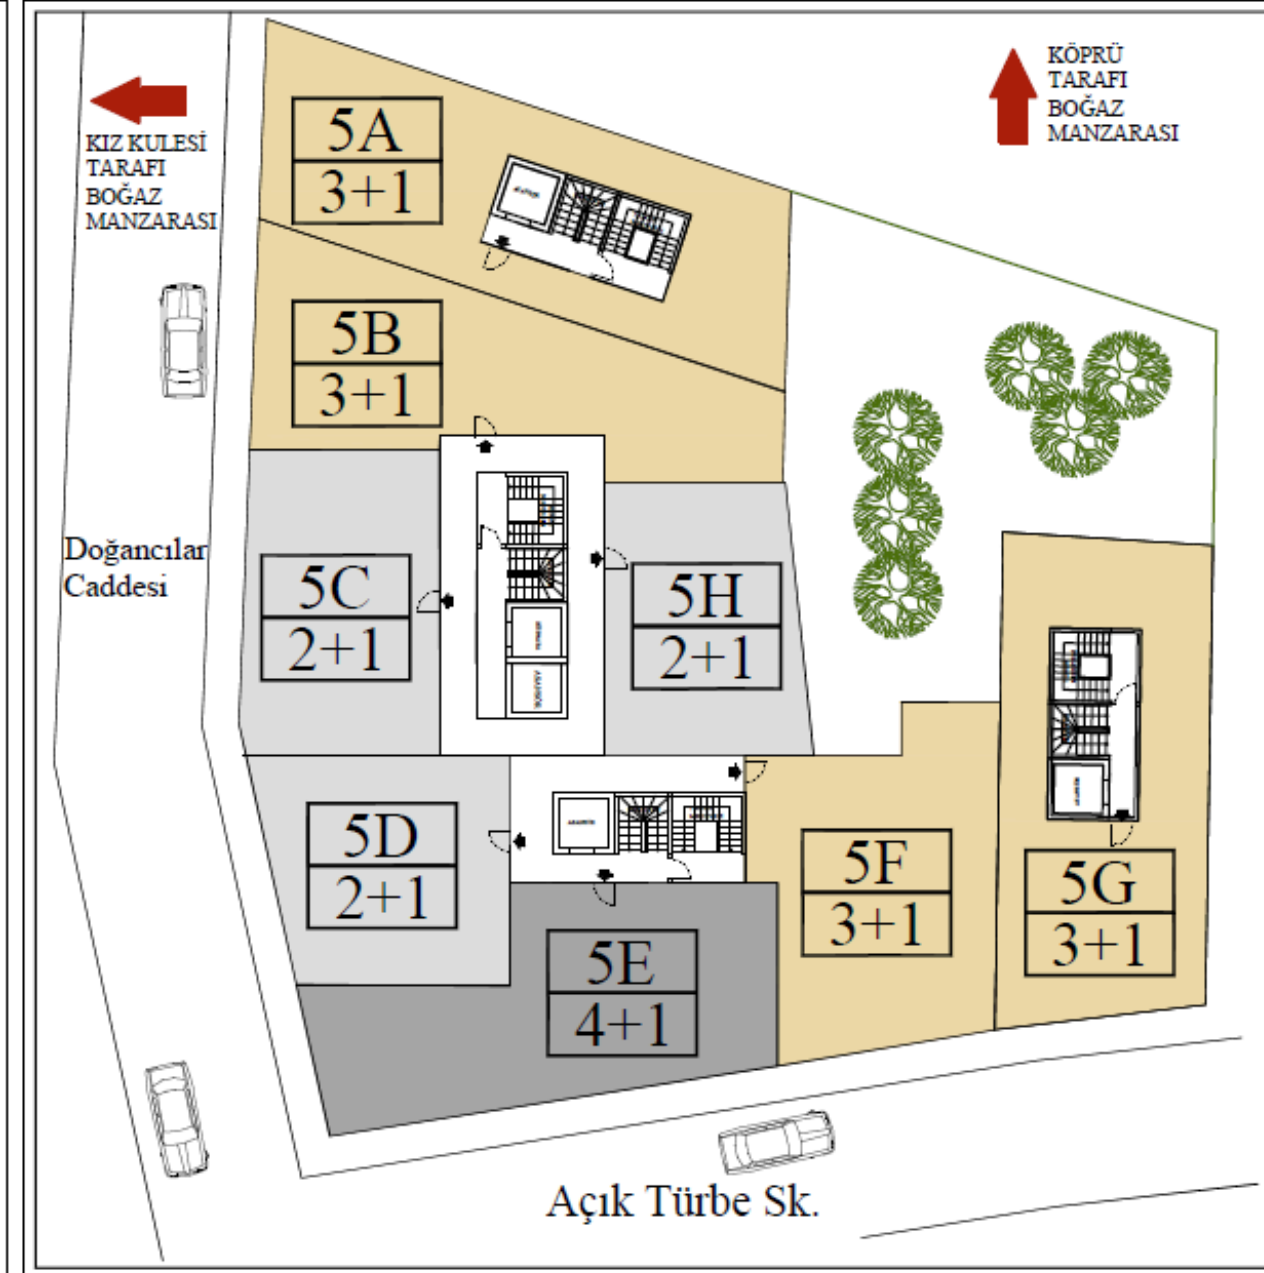 KÖPRÜ
TARAFI
BOĞAZ
MANZARASI
KIZ KULESİ
TARAFI
BOĞAZ
MANZARASI
5A
3+1
5B
3+1
Doğancılar
Caddesi
5C
2+1
5H
2+1
5D
2+1
5F
3+1
5G
3+1
5E
4+1
Açık Türbe Sk.